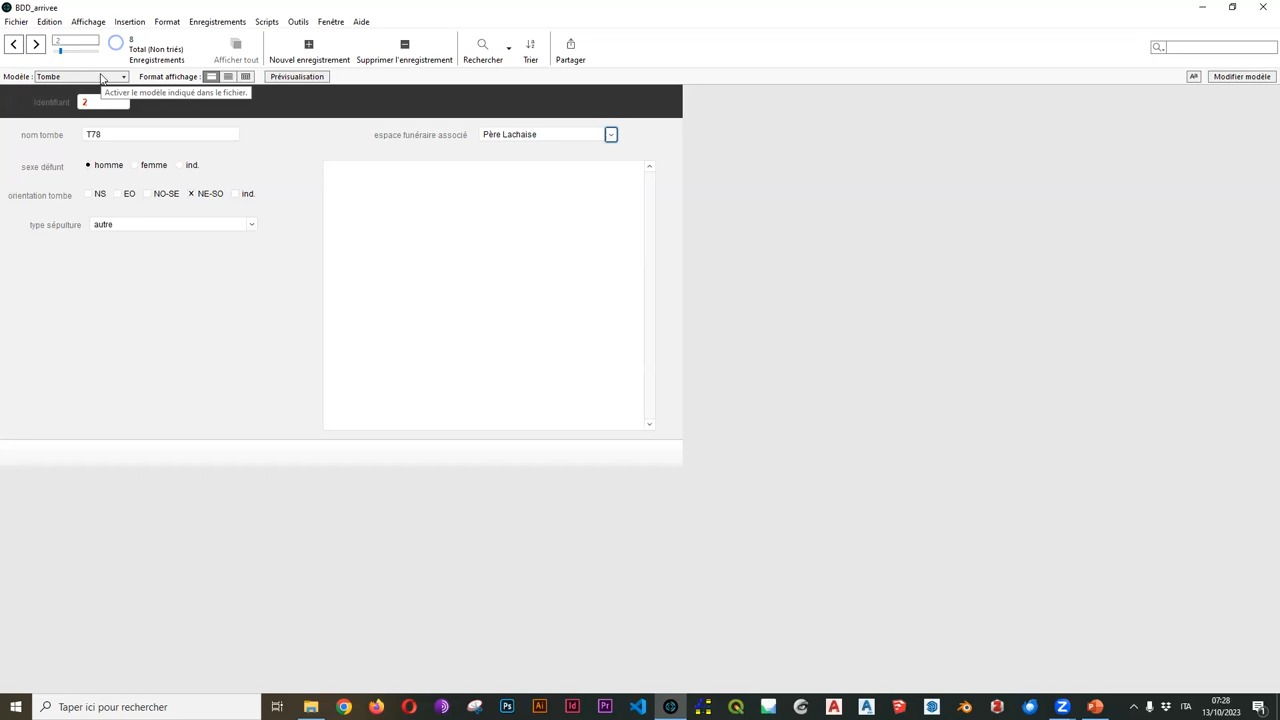 BDD_arrivee
Fichier Edition Affichage Insertion Format Enregistrements Scripts Outils Fenêtre Aide
2
8
Total (Non triés)
Enregistrements
Afficher tout
Nouvel enregistrement
Supprimer l'enregistrement
Rechercher
Trier
Partager
Modèle : Tombe
Format affichage :
Prévisualisation
Modifier modèle
Activer le modèle indiqué dans le fichier.
Identifiant 2
nom tombe T78
espace funéraire associé Père Lachaise
sexe défunt homme femme ind.
orientation tombe NS EO NO-SE NE-SO ind.
type sépulture autre
Taper ici pour rechercher
ITA
07:28
13/10/2023